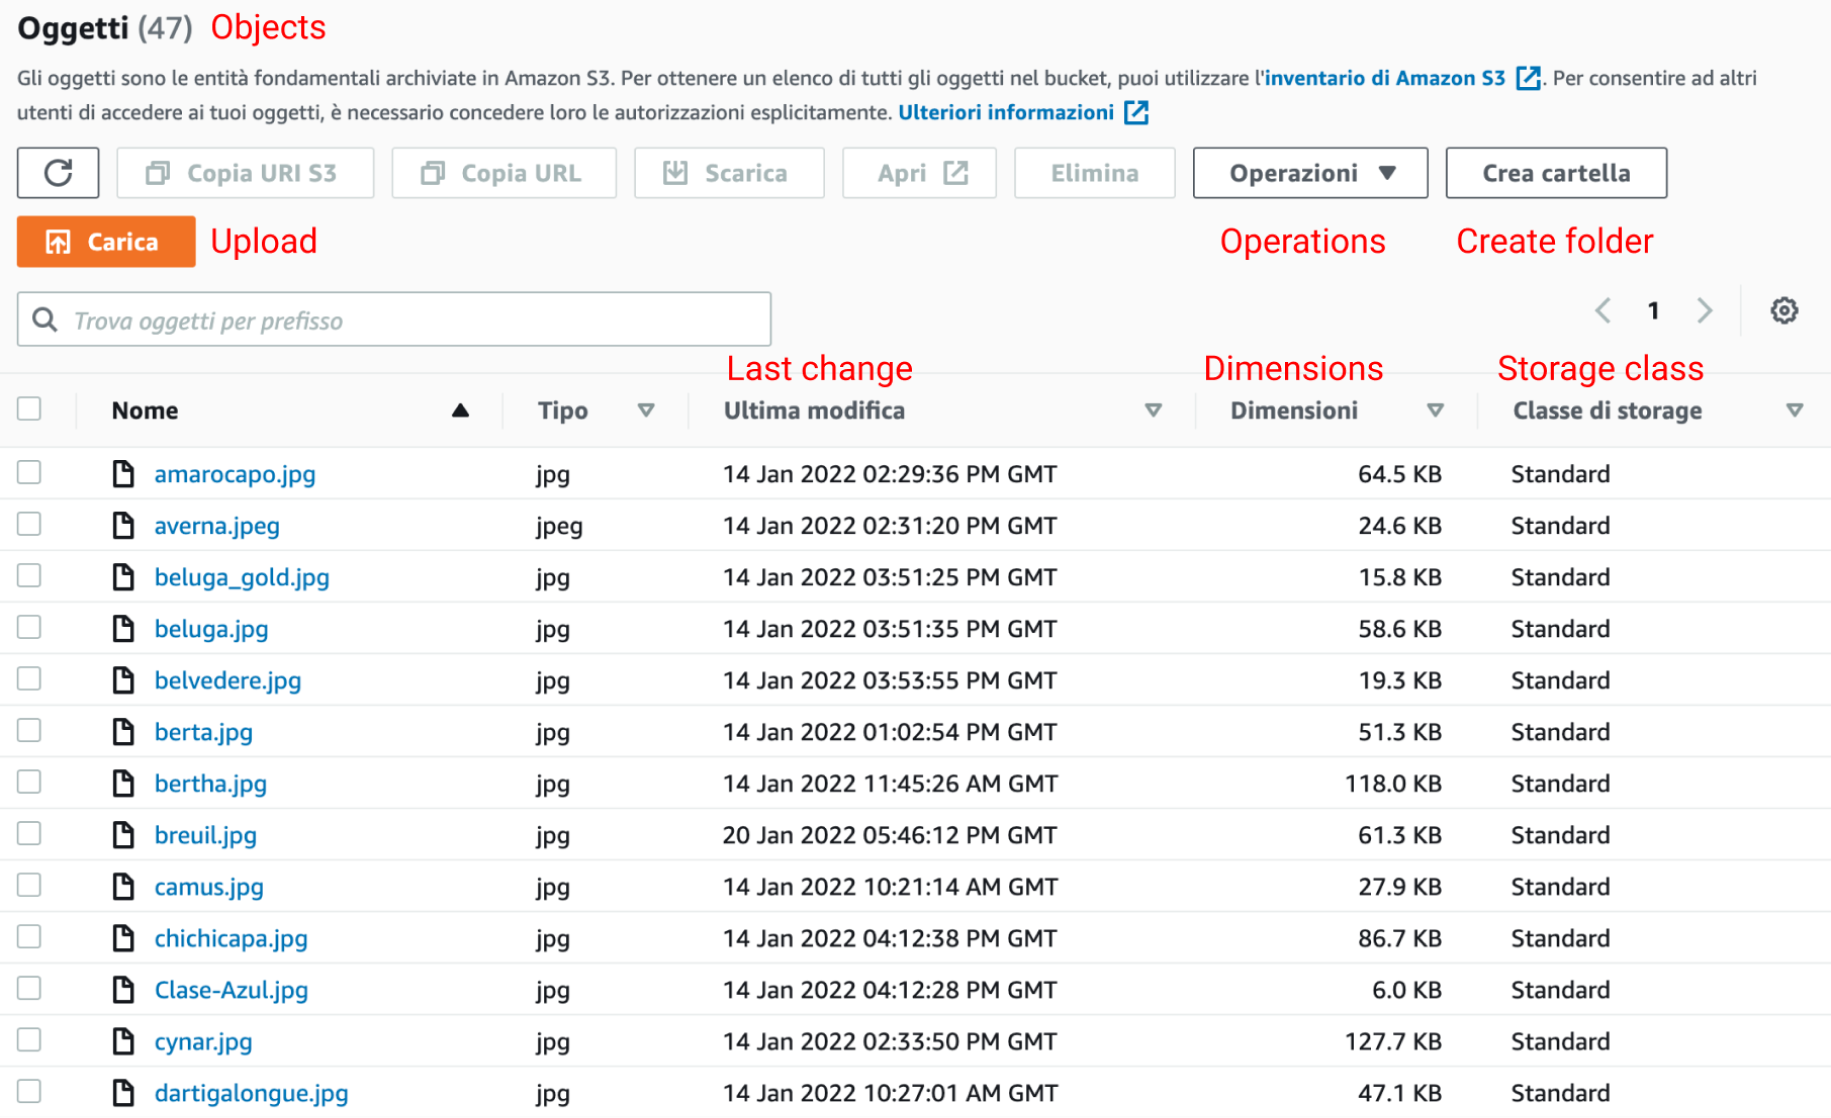 Oggetti (47) Objects
Gli oggetti sono le entità fondamentali archiviate in Amazon S3. Per ottenere un elenco di tutti gli oggetti nel bucket, puoi utilizzare l'inventario di Amazon S3. Per consentire ad altri
utenti di accedere ai tuoi oggetti, è necessario concedere loro le autorizzazioni esplicitamente. Ulteriori informazioni
Copia URI S3 Copia URL Scarica Apri Elimina Operazioni Crea cartella
Carica Upload Operations Create folder
Trova oggetti per prefisso 1
Last change Dimensions Storage class
Nome Tipo Ultima modifica Dimensioni Classe di storage
amarocapo.jpg jpg 14 Jan 2022 02:29:36 PM GMT 64.5 KB Standard
averna.jpeg jpeg 14 Jan 2022 02:31:20 PM GMT 24.6 KB Standard
beluga_gold.jpg jpg 14 Jan 2022 03:51:25 PM GMT 15.8 KB Standard
beluga.jpg jpg 14 Jan 2022 03:51:35 PM GMT 58.6 KB Standard
belvedere.jpg jpg 14 Jan 2022 03:53:55 PM GMT 19.3 KB Standard
berta.jpg jpg 14 Jan 2022 01:02:54 PM GMT 51.3 KB Standard
bertha.jpg jpg 14 Jan 2022 11:45:26 AM GMT 118.0 KB Standard
breuil.jpg jpg 20 Jan 2022 05:46:12 PM GMT 61.3 KB Standard
camus.jpg jpg 14 Jan 2022 10:21:14 AM GMT 27.9 KB Standard
chichicapa.jpg jpg 14 Jan 2022 04:12:38 PM GMT 86.7 KB Standard
Clase-Azul.jpg jpg 14 Jan 2022 04:12:28 PM GMT 6.0 KB Standard
cynar.jpg jpg 14 Jan 2022 02:33:50 PM GMT 127.7 KB Standard
dartigalongue.jpg jpg 14 Jan 2022 10:27:01 AM GMT 47.1 KB Standard